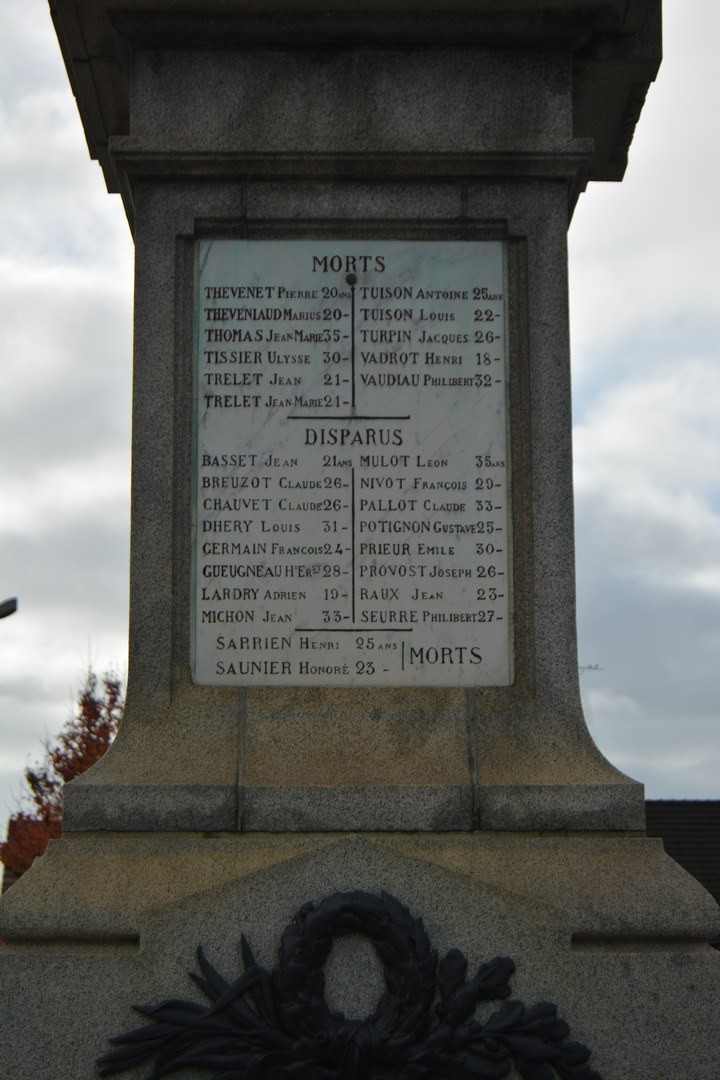 MORTS
THEVENET PIERRE 20ANS
THEVENIAUD MARIUS 20-
THOMAS JEAN-MARIE 35-
TISSIER ULYSSE 30-
TRELET JEAN 21-
TRELET JEAN-MARIE 21-
TUISON ANTOINE 25ANS
TUISON LOUIS 22-
TURPIN JACQUES 26-
VADROT HENRI 18-
VAUDIAU PHILIBERT 32-
DISPARUS
BASSET JEAN 21ANS
BREUZOT CLAUDE 26-
CHAUVET CLAUDE 26-
DHERY LOUIS 31-
GERMAIN FRANCOIS 24-
GUEUGNEAU 28-
LARDRY ADRIEN 19-
MICHON JEAN 33-
MULOT LEON 35ANS
NIVOT FRANÇOIS 29-
PALLOT CLAUDE 33-
POTIGNON GUSTAVE 25-
PRIEUR EMILE 30-
PROVOST JOSEPH 26-
RAUX JEAN 23-
SEURRE PHILIBERT 27-
SARRIEN HENRI 25ANS
SAUNIER HONORÉ 23-
MORTS